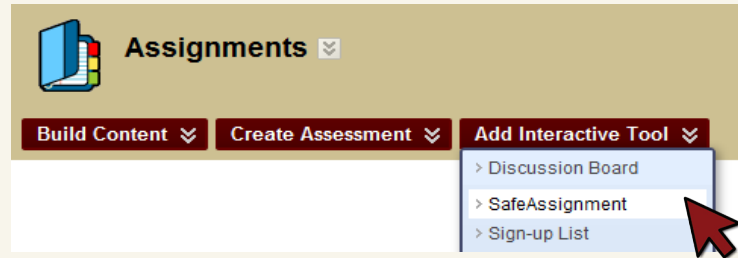 Assignments
Build Content Create Assessment Add Interactive Tool
> Discussion Board
> SafeAssignment
> Sign-up List